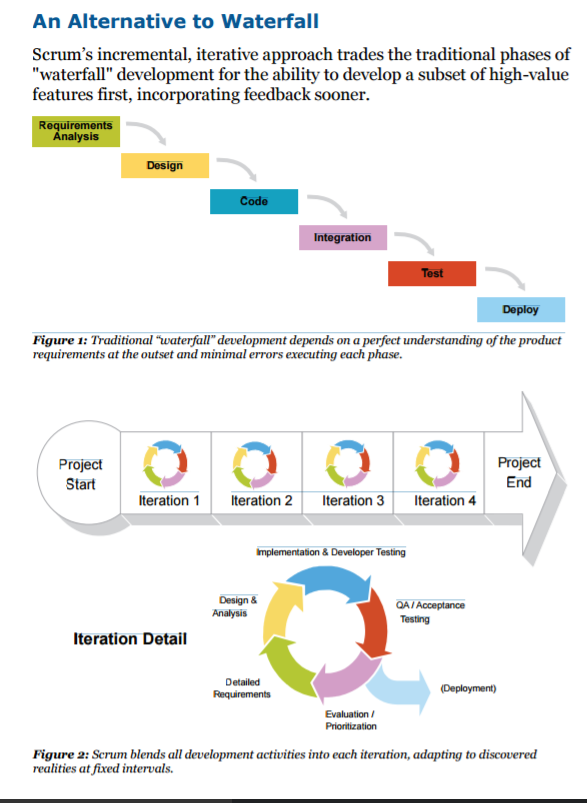 An Alternative to Waterfall
Scrum’s incremental, iterative approach trades the traditional phases of
"waterfall" development for the ability to develop a subset of high-value
features first, incorporating feedback sooner.
Requirements
Analysis
Design
Code
Integration
Test
Deploy
Figure 1: Traditional “waterfall” development depends on a perfect understanding of the product
requirements at the outset and minimal errors executing each phase.
Project
Start
Iteration 1
Iteration 2
Iteration 3
Iteration 4
Project
End
Implementation & Developer Testing
Design &
Analysis
QA / Acceptance
Testing
Iteration Detail
Detailed
Requirements
(Deployment)
Evaluation /
Prioritization
Figure 2: Scrum blends all development activities into each iteration, adapting to discovered
realities at fixed intervals.